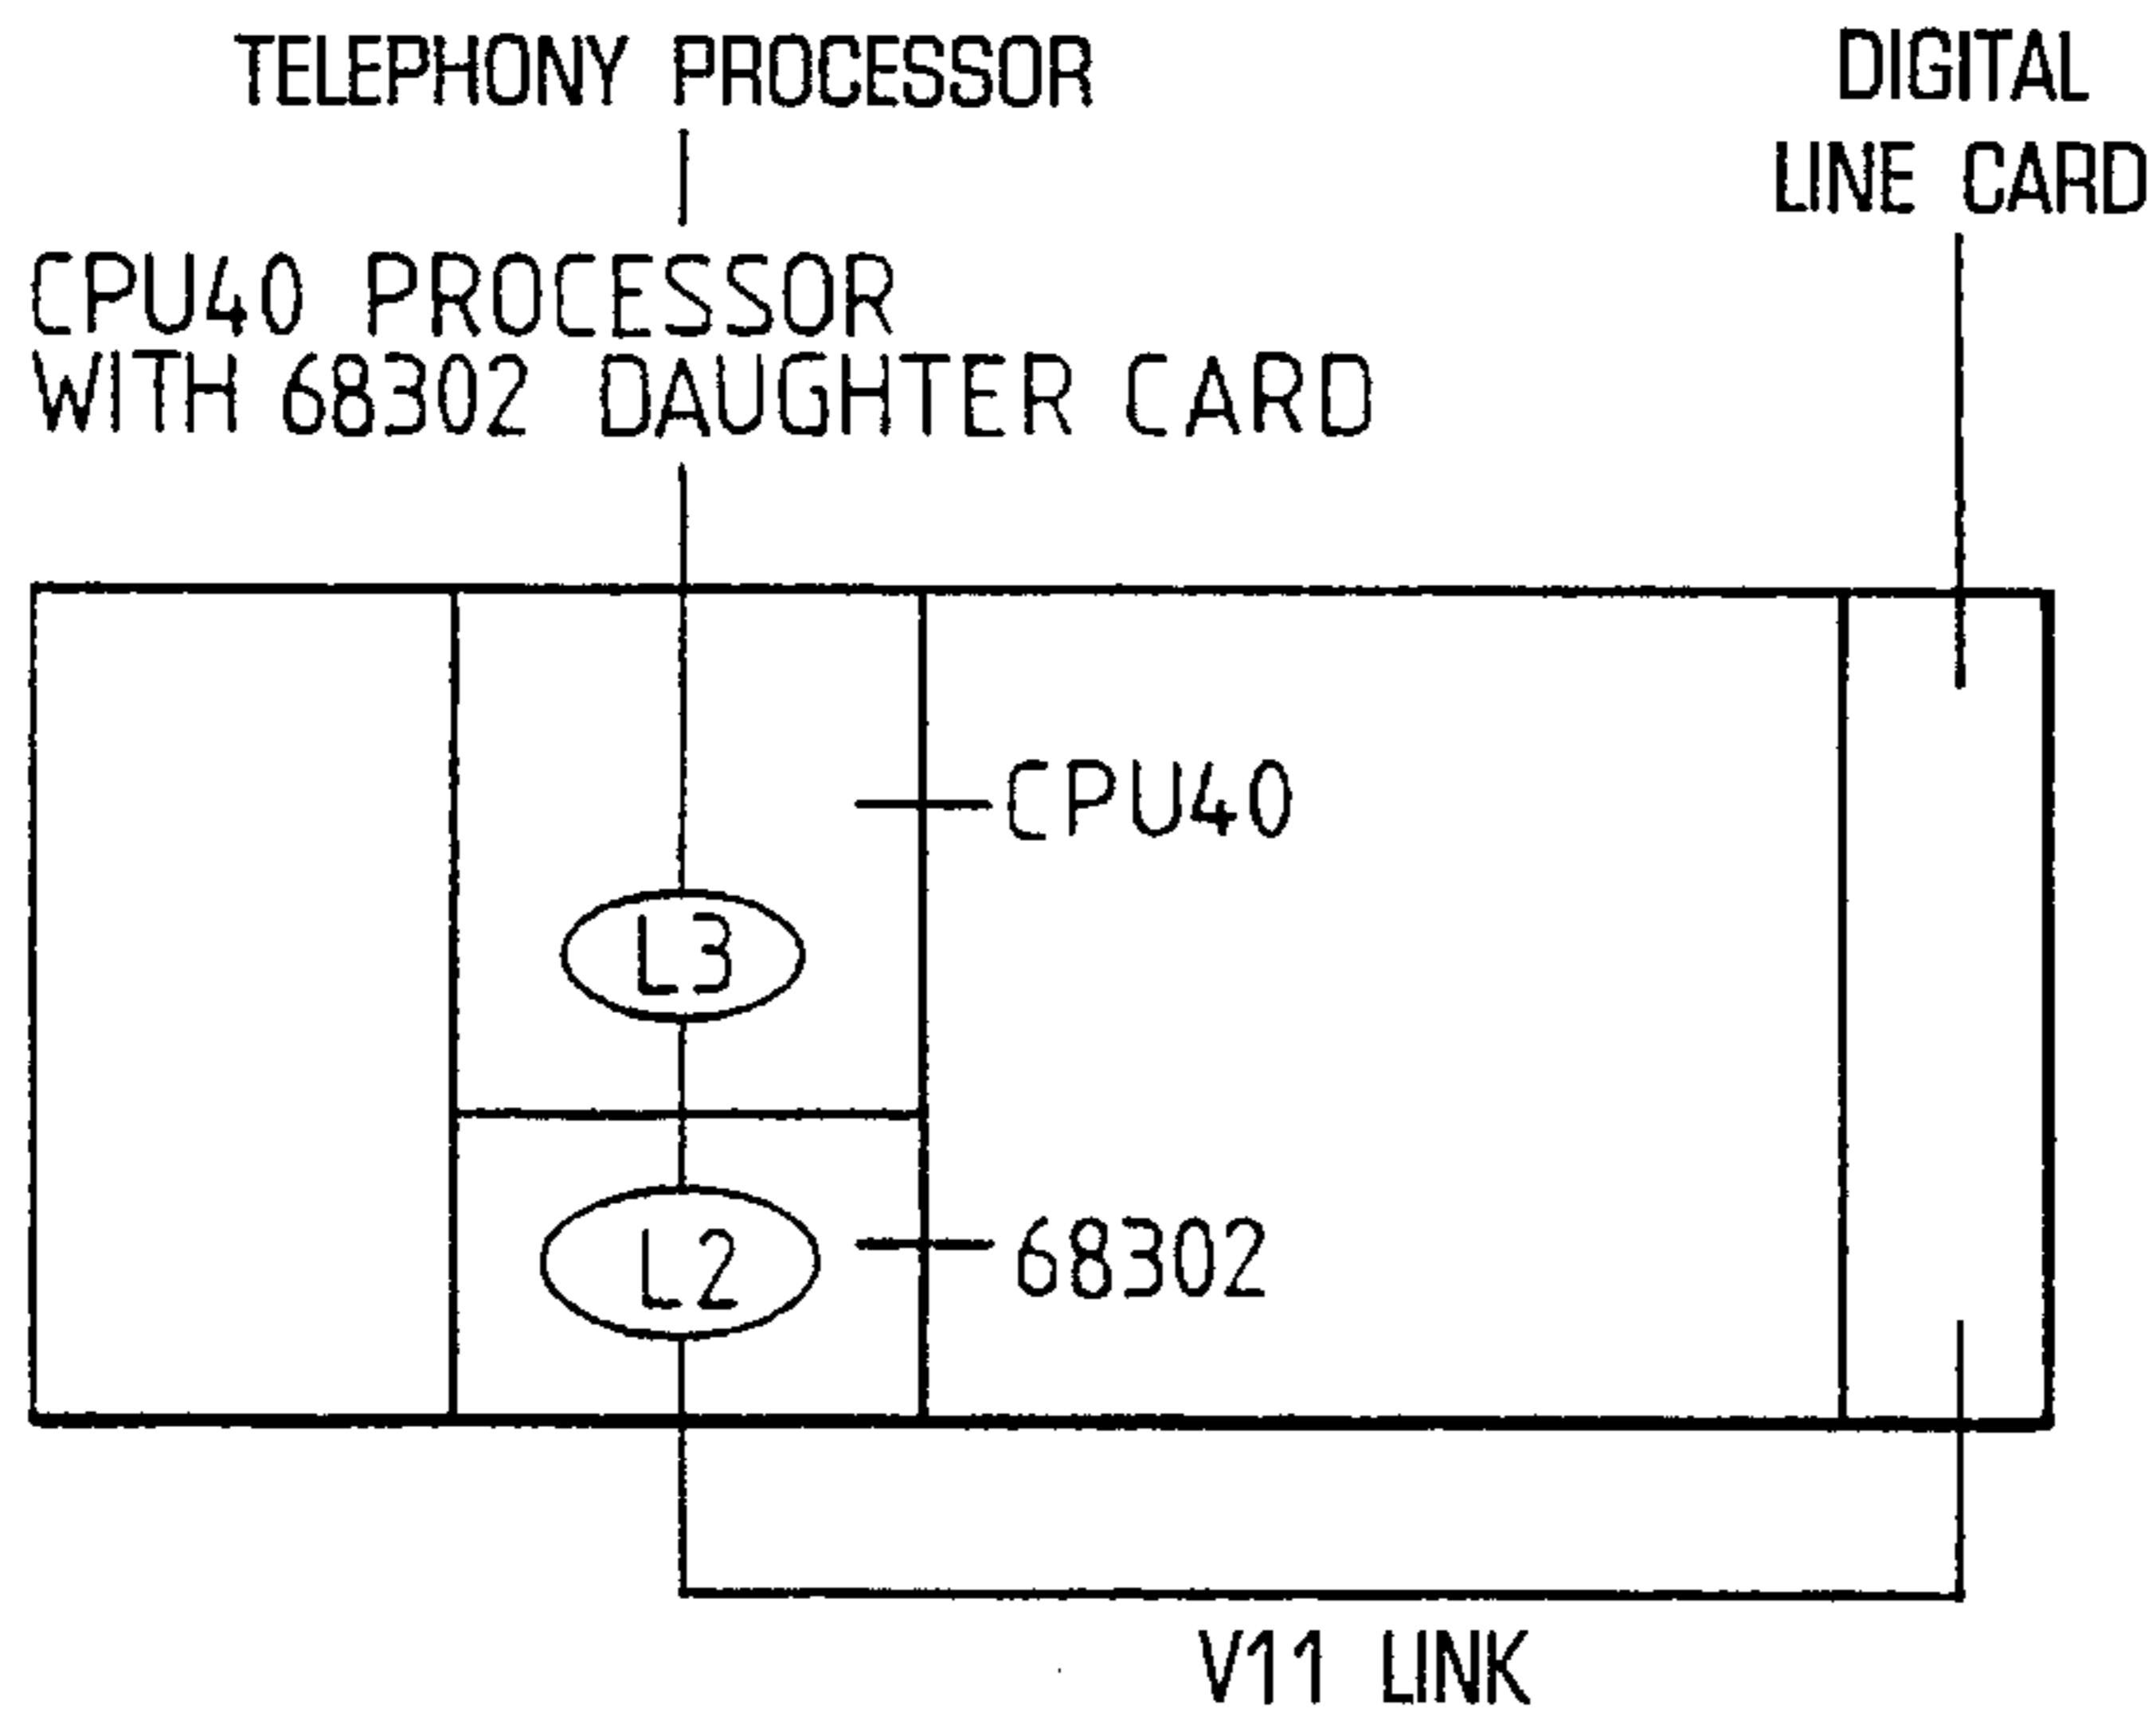 TELEPHONY PROCESSOR
DIGITAL
LINE CARD
CPU40 PROCESSOR
WITH 68302 DAUGHTER CARD
CPU40
L3
L2
68302
V11 LINK